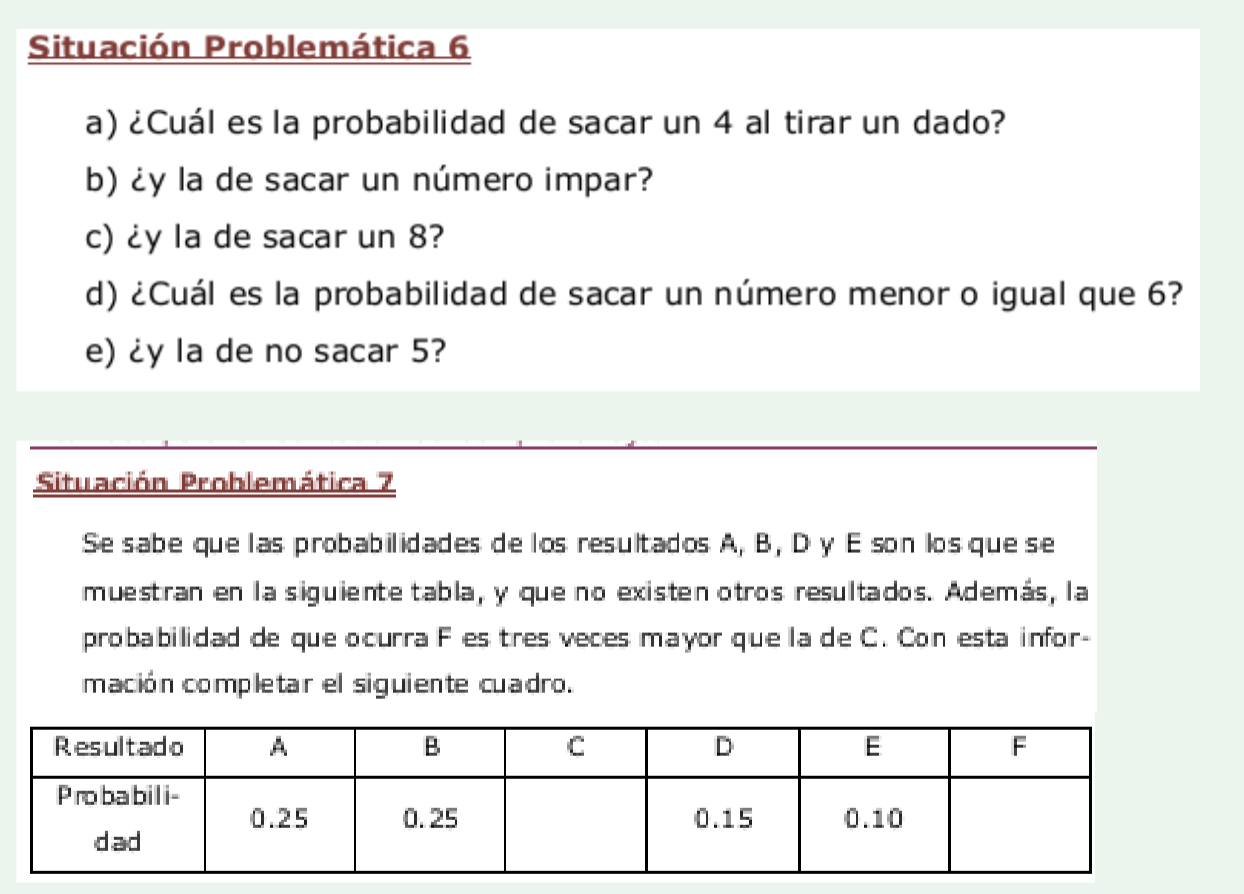 Situación Problemática 6
a) ¿Cuál es la probabilidad de sacar un 4 al tirar un dado?
b) ¿y la de sacar un número impar?
c) ¿y la de sacar un 8?
d) ¿Cuál es la probabilidad de sacar un número menor o igual que 6?
e) ¿y la de no sacar 5?
Situación Problemática 7
Se sabe que las probabilidades de los resultados A, B, D y E son los que se
muestran en la siguiente tabla, y que no existen otros resultados. Además, la
probabilidad de que ocurra F es tres veces mayor que la de C. Con esta infor-
mación completar el siguiente cuadro.
Resultado A B C D E F
Probabili-
dad 0.25 0.25 0.15 0.10